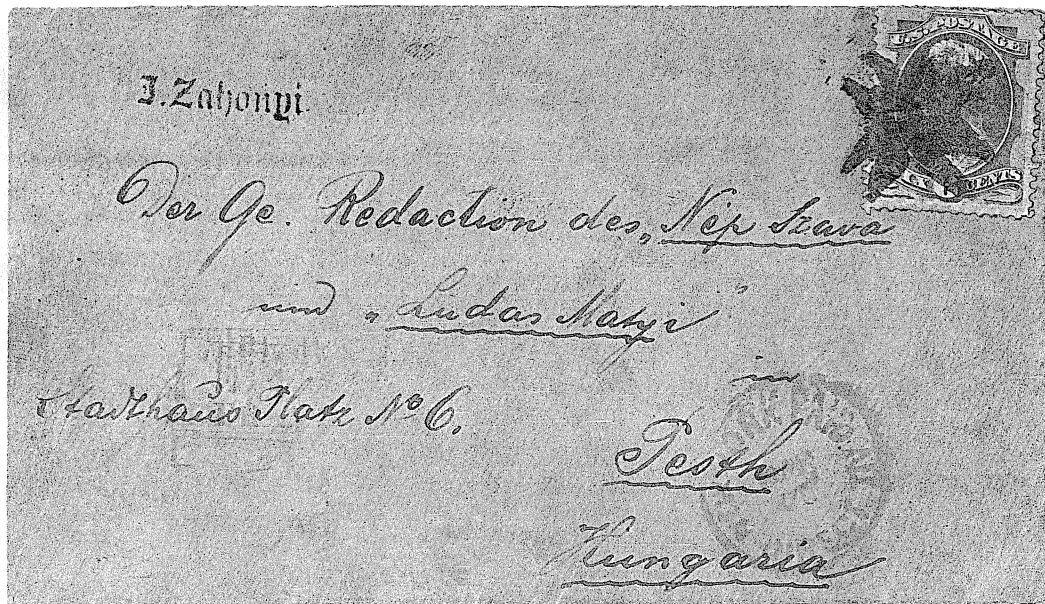 J. Zahonyi
U.S. POSTAGE
CENTS
Der Ge. Redaction des „Nép Szava
und „Ludas Matyi"
Stadthaus Platz No 6.
in
Pesth
Hungaria